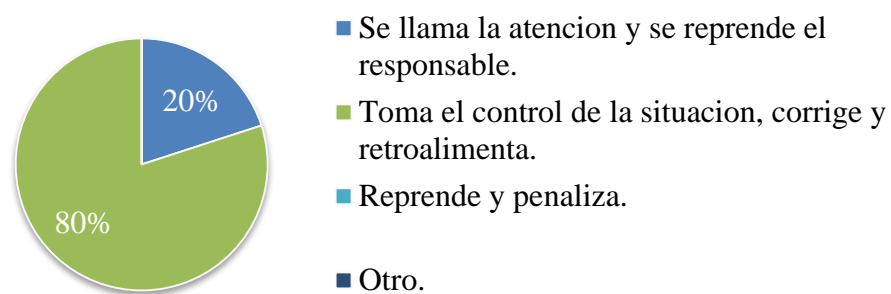 20%
80%
Se llama la atencion y se reprende el
responsable.
Toma el control de la situacion, corrige y
retroalimenta.
Reprende y penaliza.
Otro.